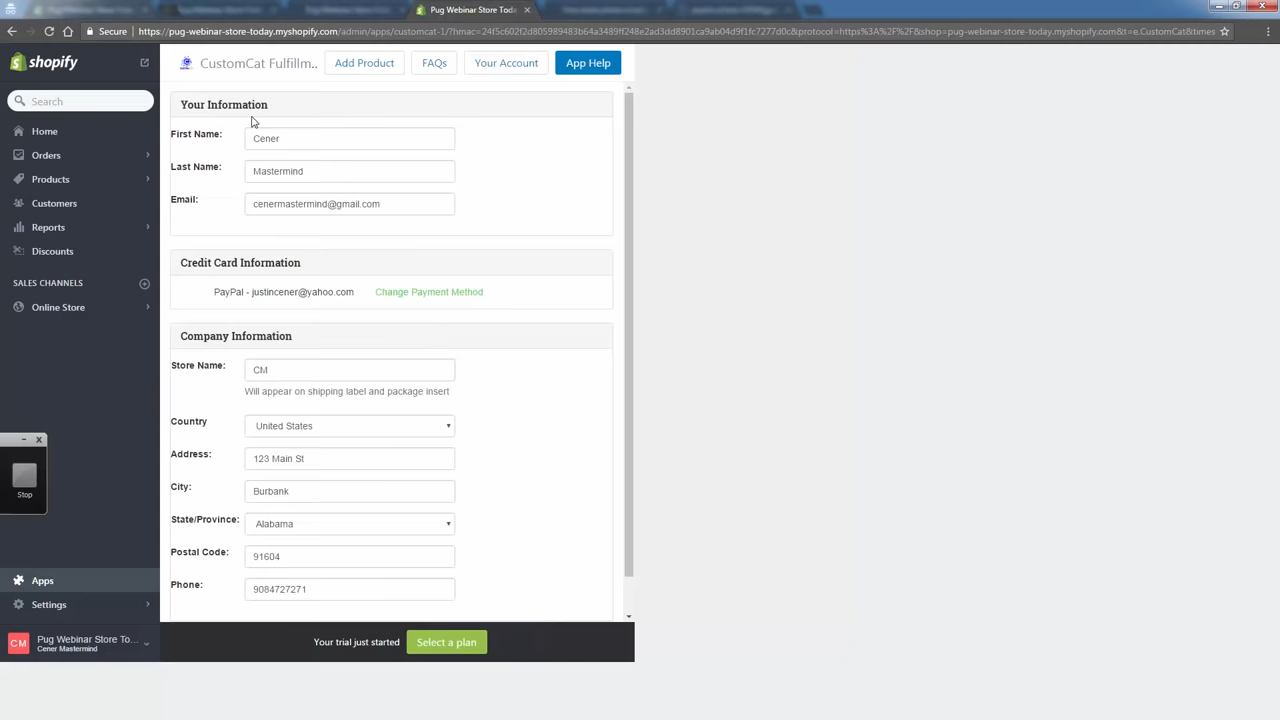 Pug Webinar Store Toda
Secure
https://pug-webinar-store-today.myshopify.com/admin/apps/customcat-1/?hmac=24f5c602f2d805989483b64a3489ff248e2ad3dd8901ca9ab04d9f1fc7277d0c&protocol=https%3A%2F%2F&shop=pug-webinar-store-today.myshopify.com&t=e.CustomCat&times
shopify
CustomCat Fulfillm..
Add Product
FAQs
Your Account
App Help
Search
Home
Orders
Products
Customers
Reports
Discounts
SALES CHANNELS
Online Store
Stop
Apps
Settings
CM
Pug Webinar Store To...
Cener Mastermind
Your Information
First Name: Cener
Last Name: Mastermind
Email: cenermastermind@gmail.com
Credit Card Information
PayPal - justincener@yahoo.com Change Payment Method
Company Information
Store Name: CM
Will appear on shipping label and package insert
Country United States
Address: 123 Main St
City: Burbank
State/Province: Alabama
Postal Code: 91604
Phone: 9084727271
Your trial just started
Select a plan